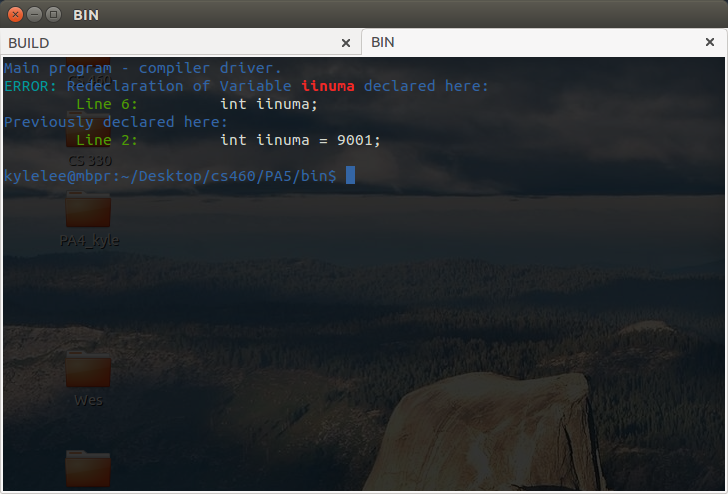 BIN
BUILD
BIN
Main program - compiler driver.
ERROR: Redeclaration of Variable iinuma declared here:
Line 6: int iinuma;
Previously declared here:
Line 2: int iinuma = 9001;
CS 330
kylelee@mbpr:~/Desktop/cs460/PA5/bin$
PA4_kyle
Wes